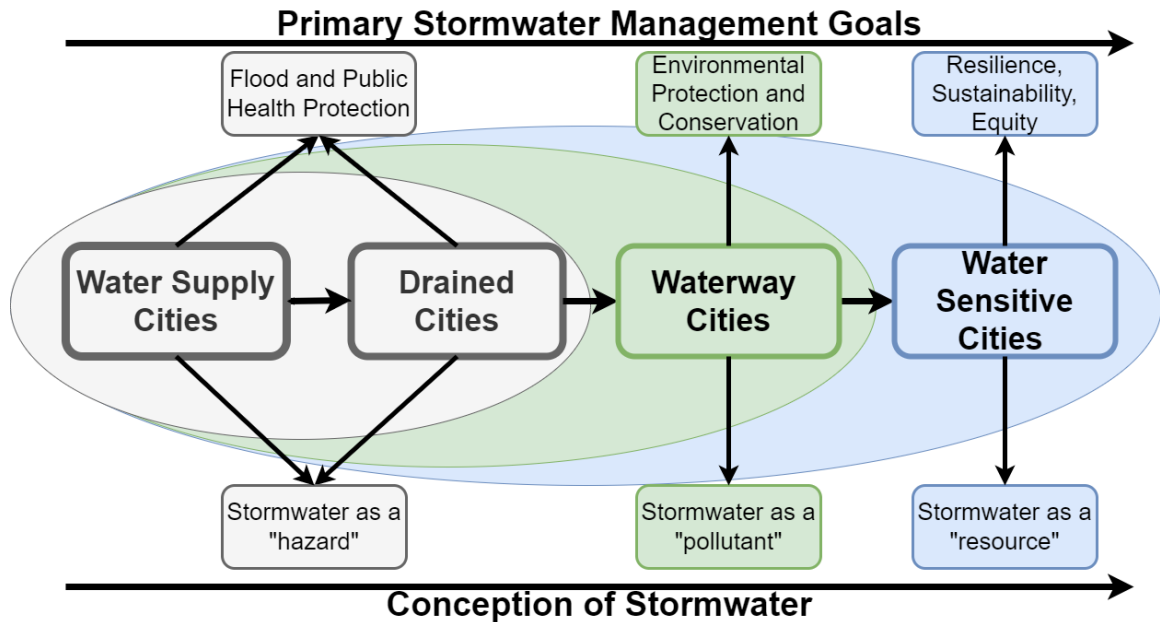 Primary Stormwater Management Goals
Flood and Public
Health Protection
Environmental
Protection and
Conservation
Resilience,
Sustainability,
Equity
Water Supply
Cities
Drained
Cities
Waterway
Cities
Water
Sensitive
Cities
Stormwater as a
"hazard"
Stormwater as a
"pollutant"
Stormwater as a
"resource"
Conception of Stormwater